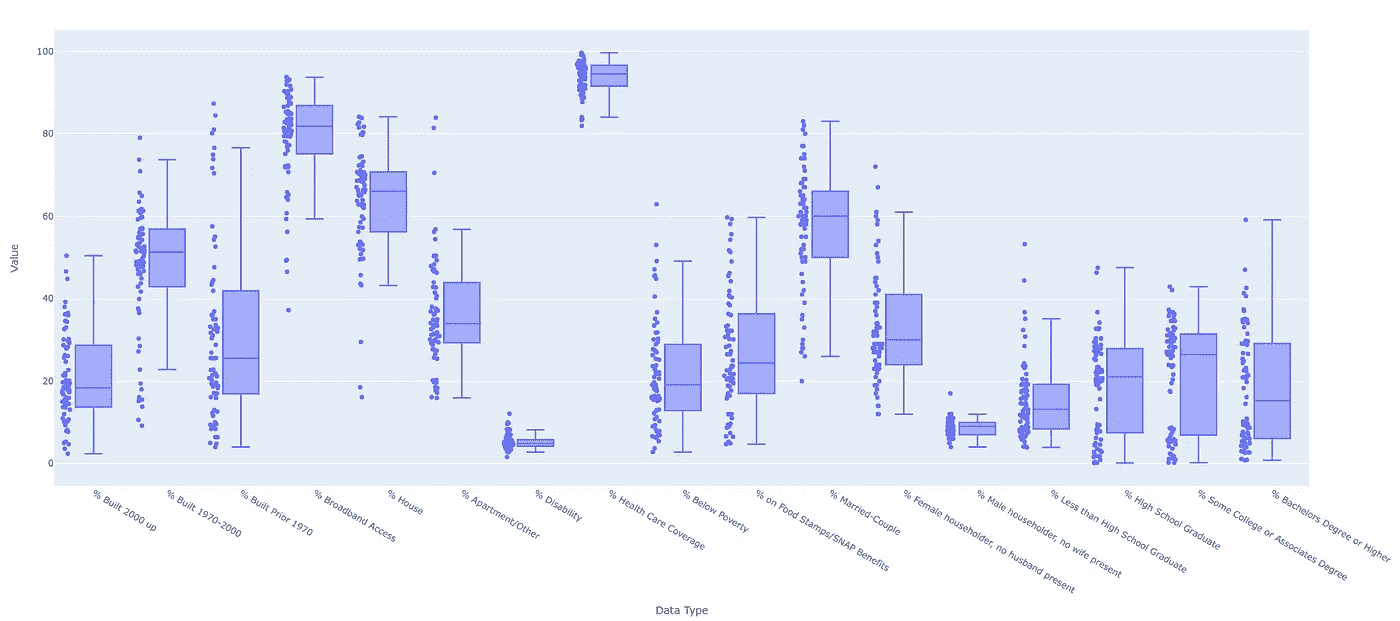 100
80
60
40
20
0
Value
% Built 2000 up
% Built 1970-2000
% Built Prior 1970
% Broadband Access
% House
% Apartment/Other
% Disability
% Health Care Coverage
% Below Poverty
% on Food Stamps/SNAP Benefits
% Married-Couple
% Female householder, no husband present
% Male householder, no wife present
% Less than High School Graduate
% High School Graduate
% Some College or Associates Degree
% Bachelors Degree or Higher
Data Type